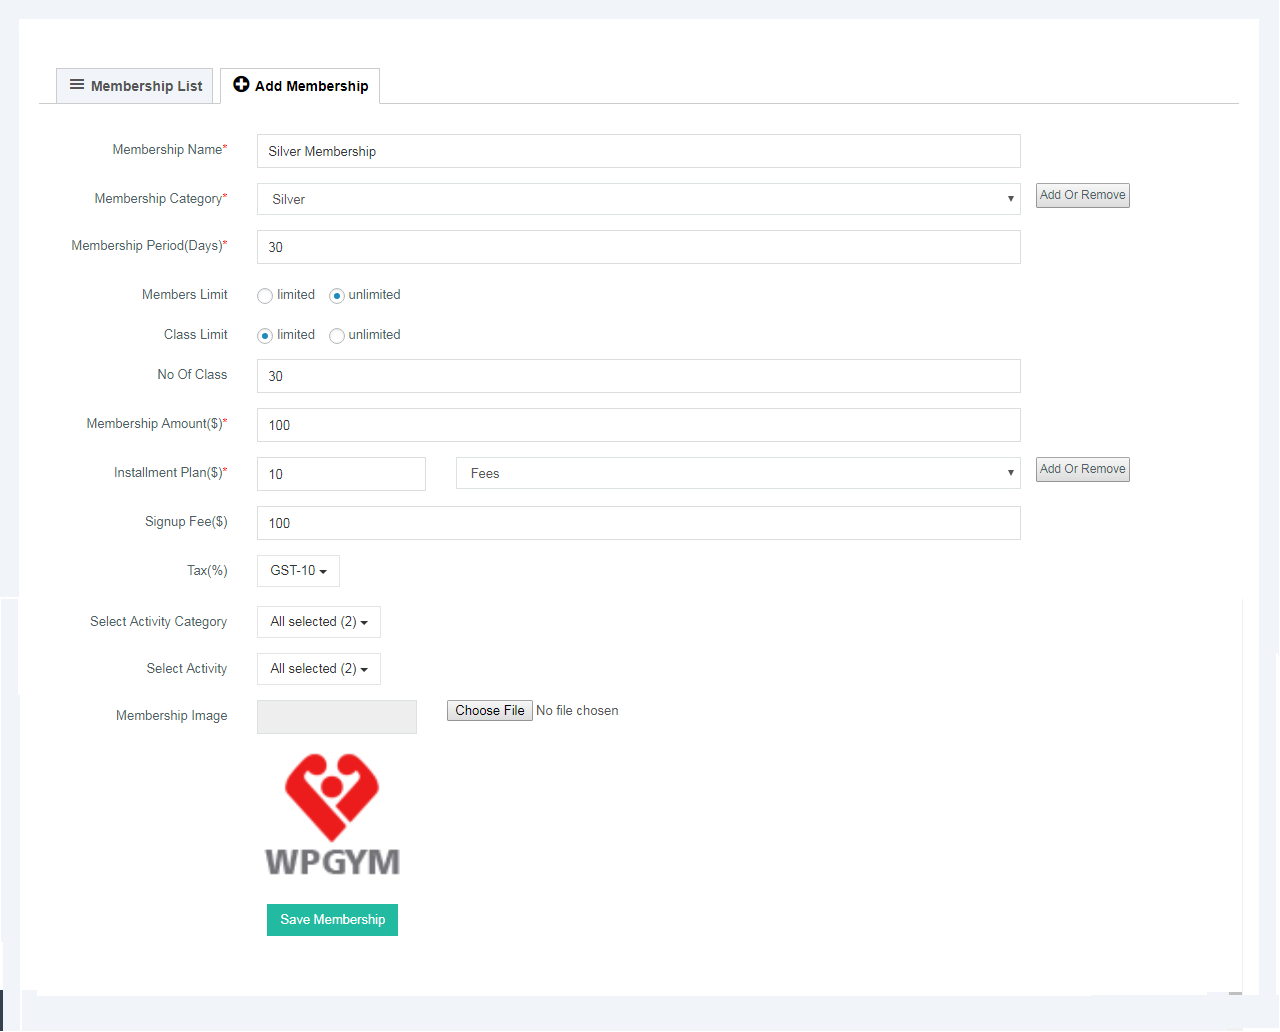 Membership List
Add Membership
Membership Name* Silver Membership
Membership Category* Silver Add Or Remove
Membership Period(Days)* 30
Members Limit limited unlimited
Class Limit limited unlimited
No Of Class 30
Membership Amount($)* 100
Installment Plan($)* 10 Fees Add Or Remove
Signup Fee($) 100
Tax(%) GST-10
Select Activity Category All selected (2)
Select Activity All selected (2)
Membership Image Choose File No file chosen
WPGYM
Save Membership